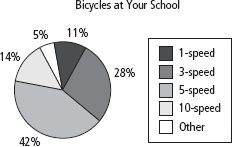 Bicycles at Your School
5%
11%
14%
28%
42%
1-speed
3-speed
5-speed
10-speed
Other